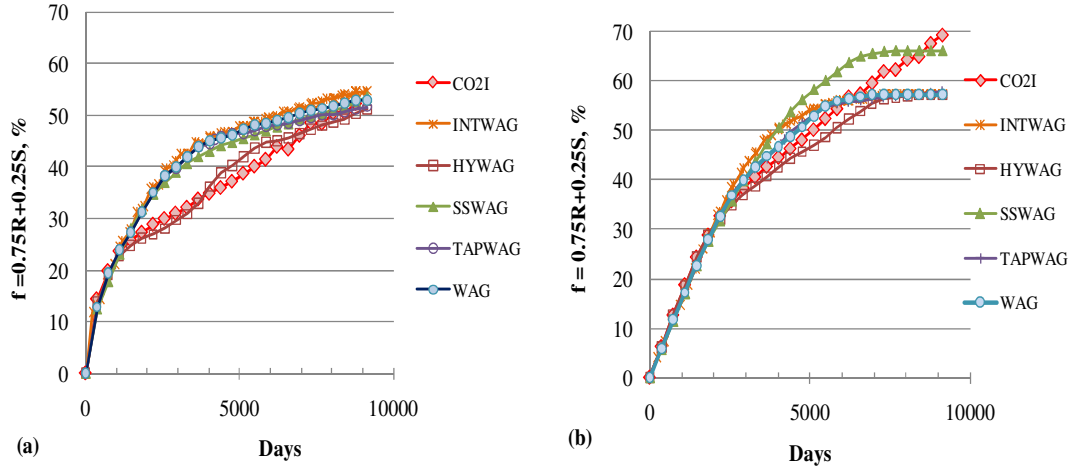 f =0.75R+0.25S, %
70
60
50
40
30
20
10
0
0
5000
10000
Days
(a)
CO2I
INTWAG
HYWAG
SSWAG
TAPWAG
WAG
f = 0.75R+0.25S, %
70
60
50
40
30
20
10
0
0
5000
10000
Days
(b)
CO2I
INTWAG
HYWAG
SSWAG
TAPWAG
WAG